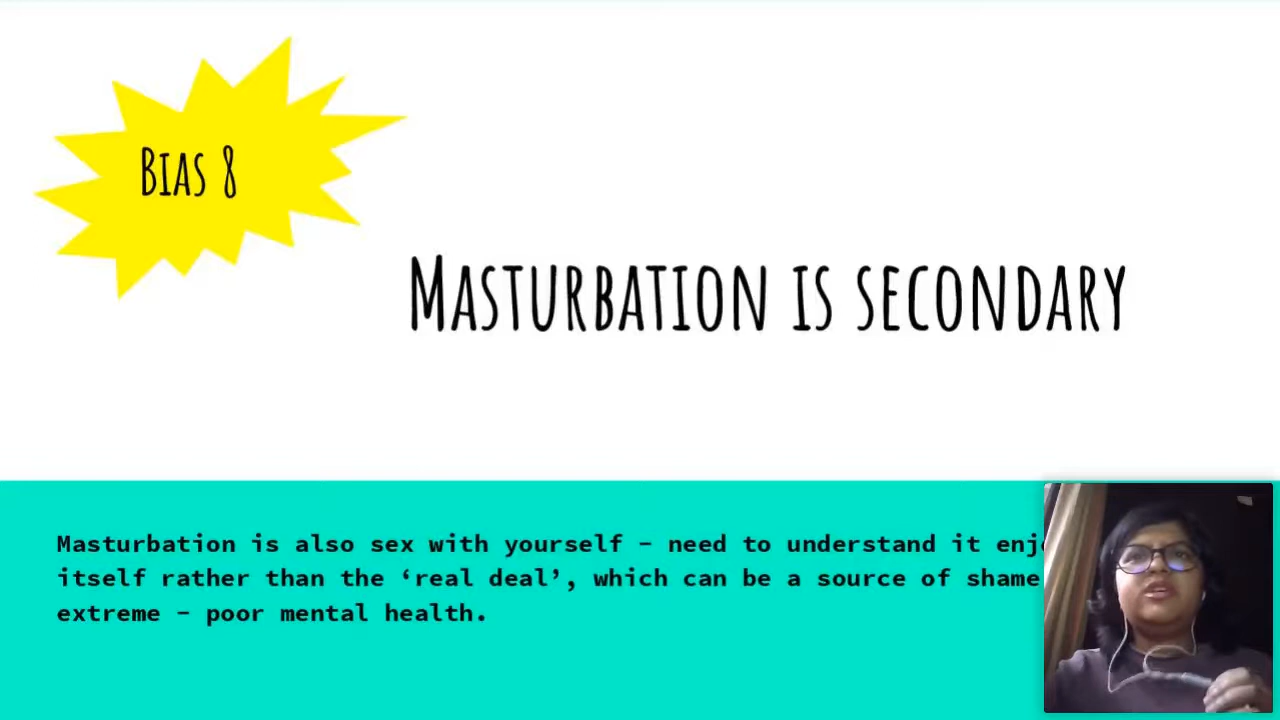 Bias 8
Masturbation is secondary
Masturbation is also sex with yourself - need to understand it
itself rather than the ‘real deal’, which can be a source of shame
extreme - poor mental health.